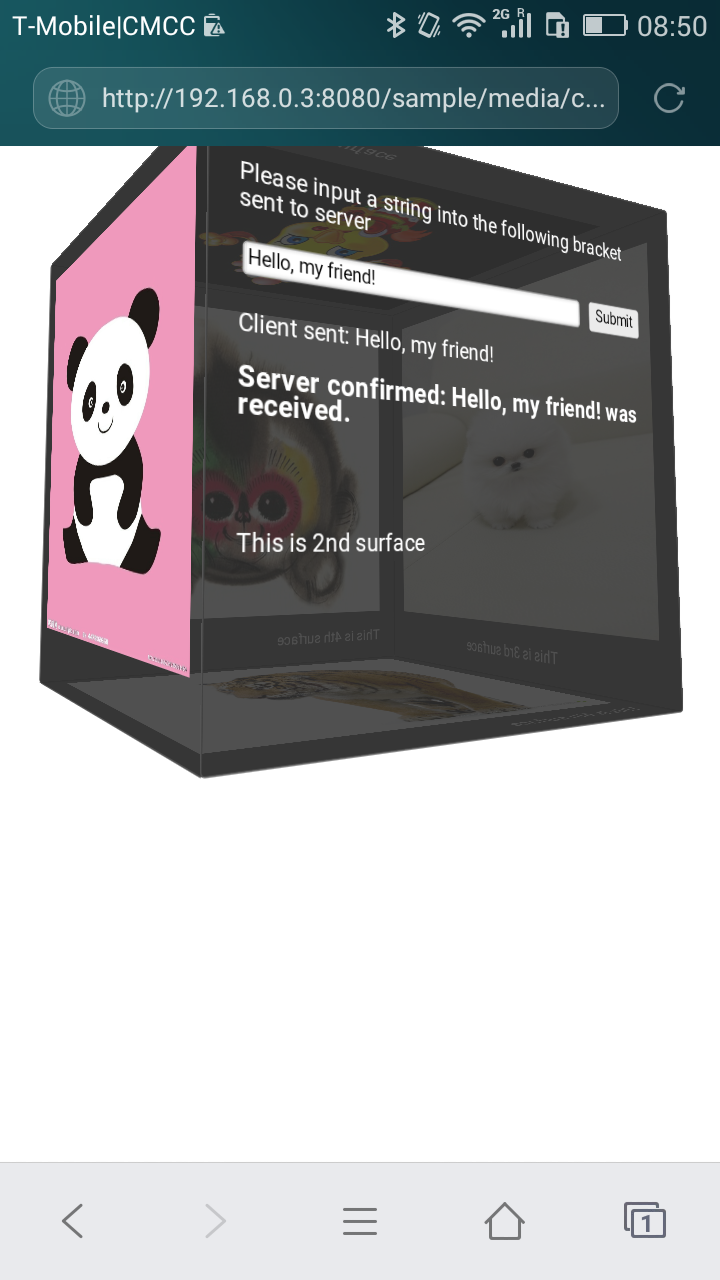 T-Mobile|CMCC
2G R
08:50
http://192.168.0.3:8080/sample/media/c...
Please input a string into the following bracket
sent to server
Hello, my friend!
Submit
Client sent: Hello, my friend!
Server confirmed: Hello, my friend! was
received.
This is 2nd surface
This is 4th surface
This is 3rd surface
1